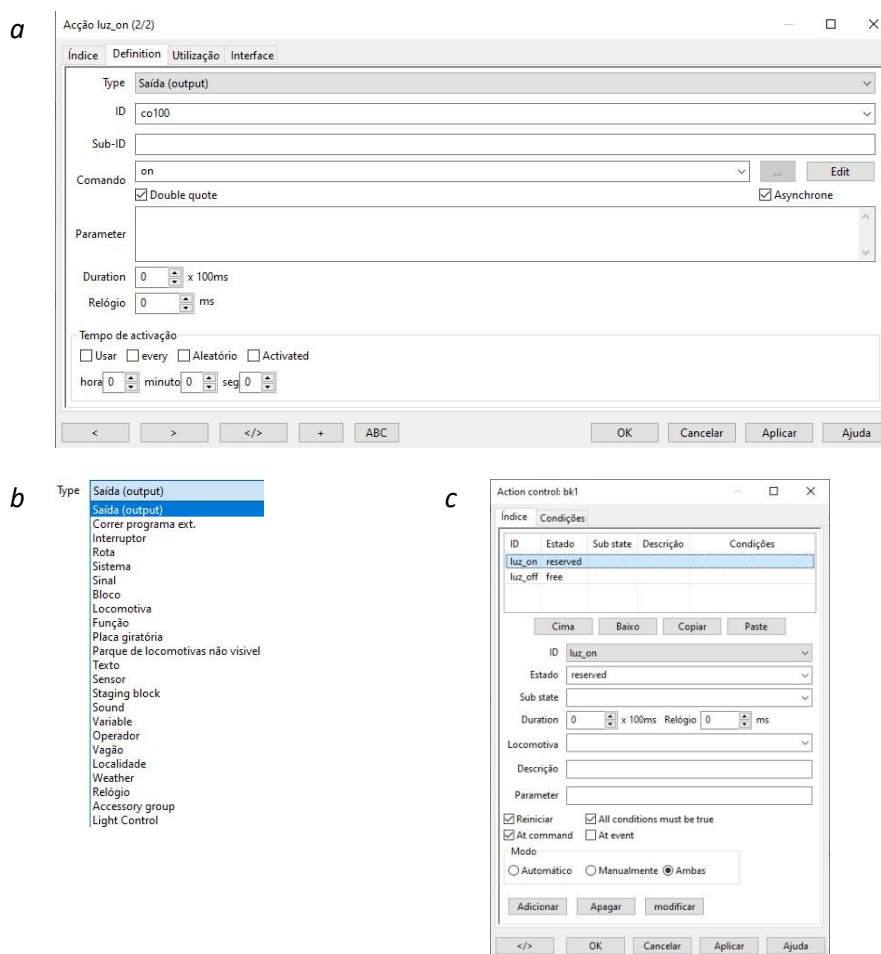 a
Acção luz_on (2/2)
Índice Definition Utilização Interface
Type Saída (output)
ID co100
Sub-ID
Comando on ... Edit
Double quote Asynchrone
Parameter
Duration 0 x 100ms
Relógio 0 ms
Tempo de activação
Usar every Aleatório Activated
hora 0 minuto 0 seg 0
< > </> + ABC OK Cancelar Aplicar Ajuda
b
Type Saída (output)
Saída (output)
Correr programa ext.
Interruptor
Rota
Sistema
Sinal
Bloco
Locomotiva
Função
Placa giratória
Parque de locomotivas não visivel
Texto
Sensor
Staging block
Sound
Variable
Operador
Vagão
Localidade
Weather
Relógio
Accessory group
Light Control
c
Action control: bk1
Índice Condições
ID Estado Sub state Descrição Condições
luz_on reserved
luz_off free
Cima Baixo Copiar Paste
ID luz_on
Estado reserved
Sub state
Duration 0 x 100ms Relógio 0 ms
Locomotiva
Descrição
Parameter
Reiniciar All conditions must be true
At command At event
Modo
Automático Manualmente Ambas
Adicionar Apagar modificar
</> OK Cancelar Aplicar Ajuda